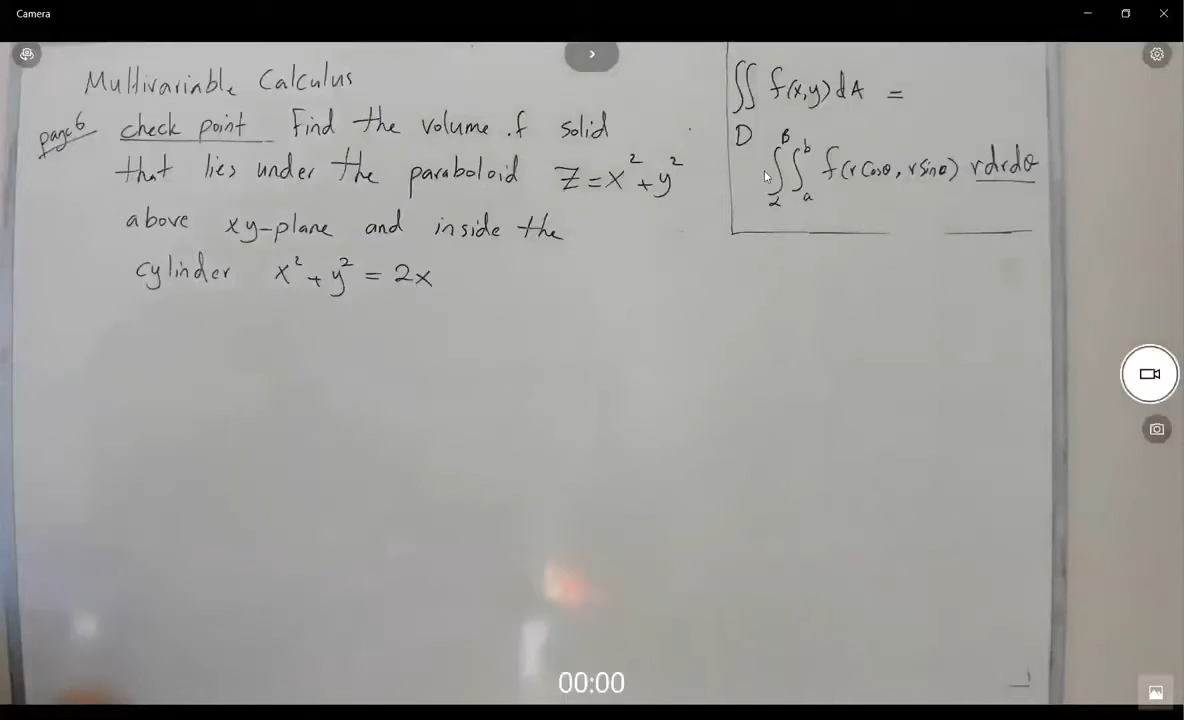 Camera
Multivariable Calculus
page 6 check point Find the volume of solid
that lies under the paraboloid Z = x² + y²
above xy-plane and inside the
cylinder x² + y² = 2x
∬ f(x,y) dA =
D
β b
∫∫ f(r cosθ, r sinθ) r dr dθ
2 a
00:00